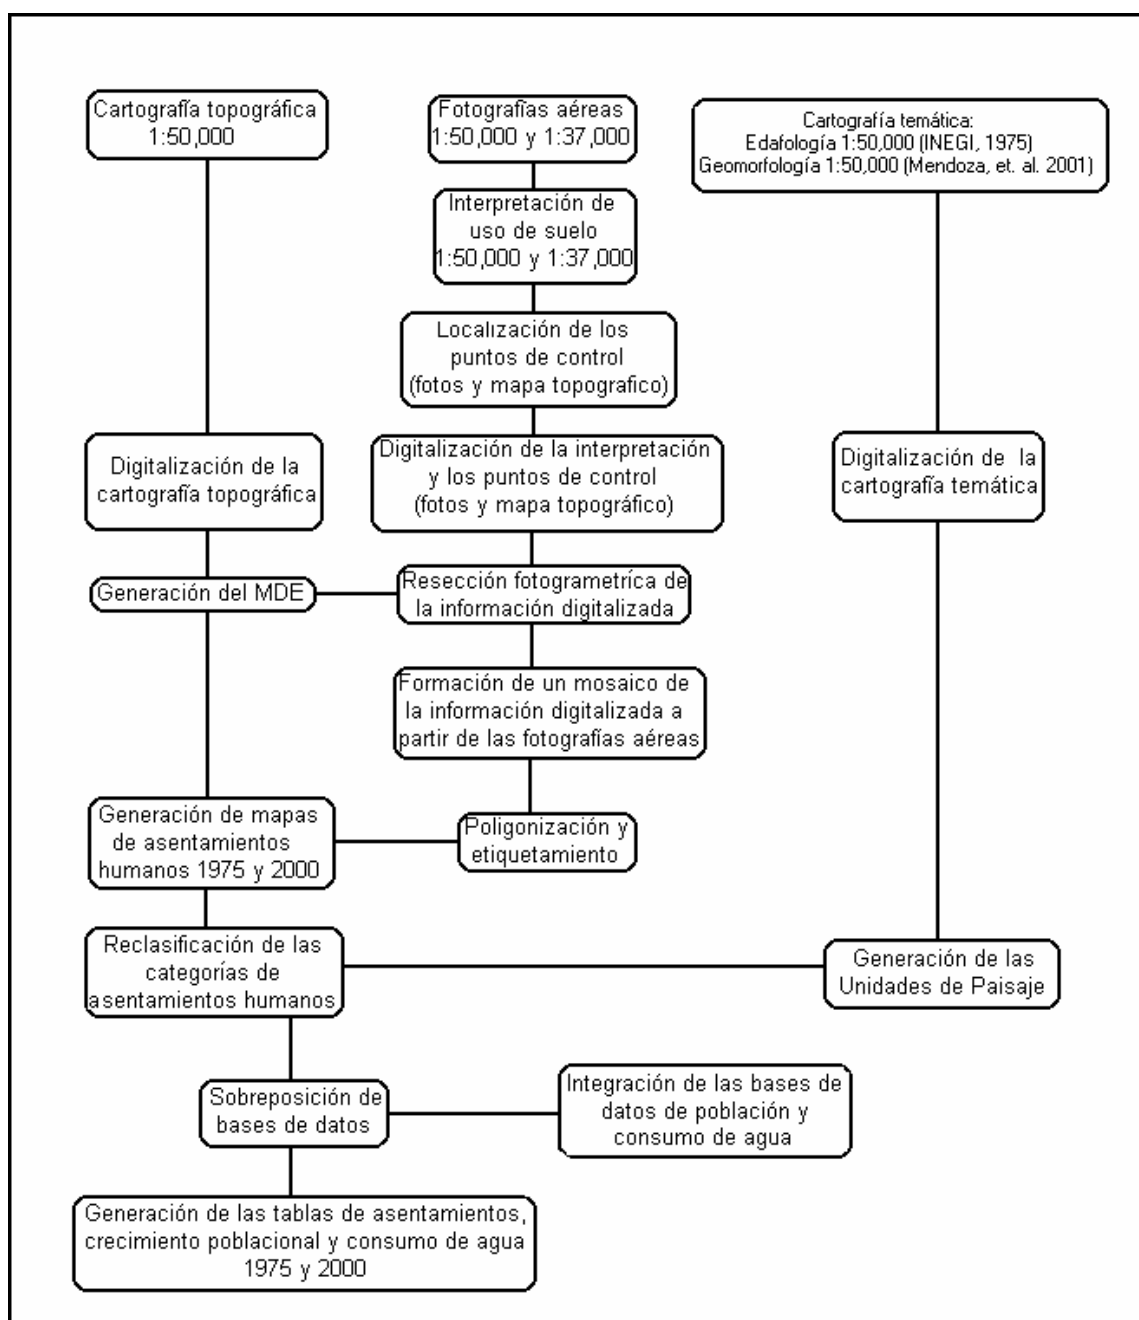 Cartografía topográfica
1:50,000
Fotografías aéreas
1:50,000 y 1:37,000
Cartografía temática:
Edafología 1:50,000 (INEGI, 1975)
Geomorfología 1:50,000 (Mendoza, et. al. 2001)
Interpretación de
uso de suelo
1:50,000 y 1:37,000
Localización de los
puntos de control
(fotos y mapa topografico)
Digitalización de la
cartografía topográfica
Digitalización de la interpretación
y los puntos de control
(fotos y mapa topográfico)
Digitalización de la
cartografía temática
Generación del MDE
Resección fotogrametríca de
la información digitalizada
Formación de un mosaico de
la información digitalizada a
partir de las fotografías aéreas
Generación de mapas
de asentamientos
humanos 1975 y 2000
Poligonización y
etiquetamiento
Reclasificación de las
categorías de
asentamientos humanos
Generación de las
Unidades de Paisaje
Sobreposición de
bases de datos
Integración de las bases de
datos de población y
consumo de agua
Generación de las tablas de asentamientos,
crecimiento poblacional y consumo de agua
1975 y 2000